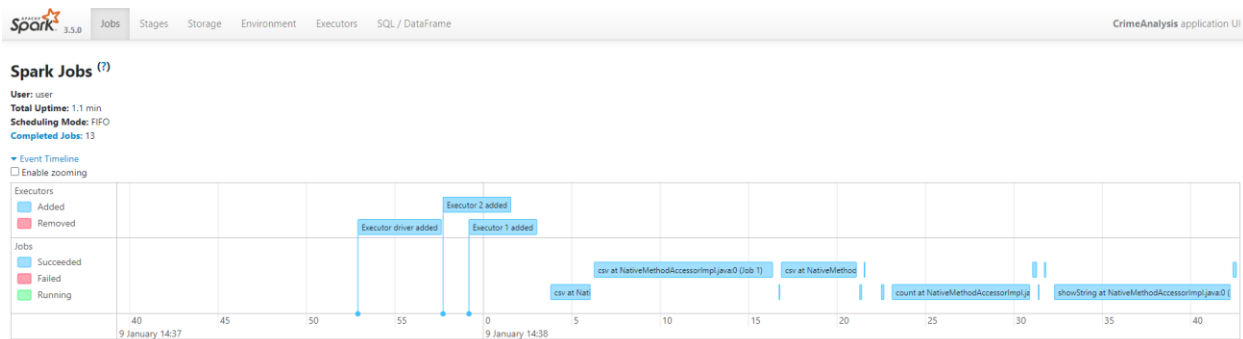 APACHE
Spark 3.5.0 Jobs Stages Storage Environment Executors SQL / DataFrame CrimeAnalysis application UI
Spark Jobs (?)
User: user
Total Uptime: 1.1 min
Scheduling Mode: FIFO
Completed Jobs: 13
Event Timeline
Enable zooming
Executors
Added
Removed
Executor 2 added
Executor driver added
Executor 1 added
Jobs
Succeeded
Failed
Running
csv at NativeMethodAccessorImpl.java:0 (Job 1)
csv at NativeMethod
csv at Nati
count at NativeMethodAccessorImpl.ja
showString at NativeMethodAccessorImpl.java:0 (
40 45 50 55 0 5 10 15 20 25 30 35 40
9 January 14:37 9 January 14:38